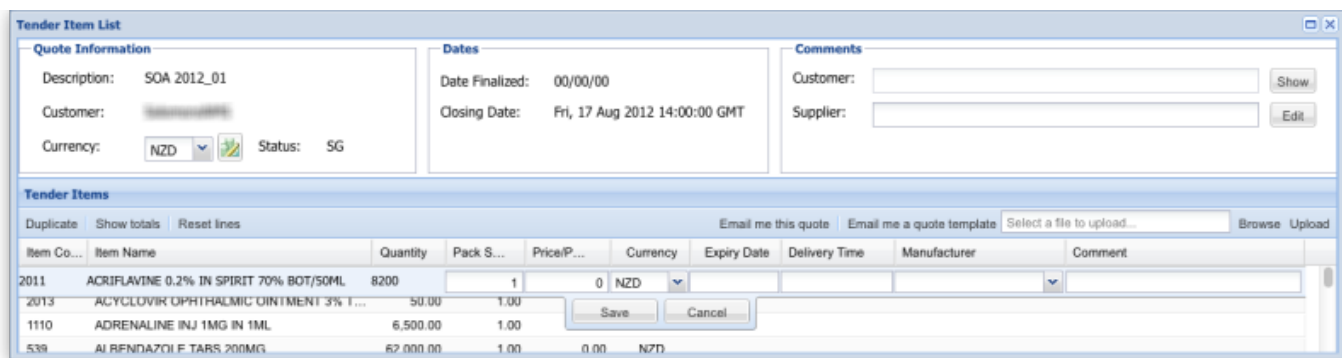 Tender Item List
Quote Information
Description: SOA 2012_01
Customer:
Currency: NZD Status: SG
Dates
Date Finalized: 00/00/00
Closing Date: Fri, 17 Aug 2012 14:00:00 GMT
Comments
Customer: Show
Supplier: Edit
Tender Items
Duplicate Show totals Reset lines Email me this quote Email me a quote template Select a file to upload... Browse Upload
Item Co... Item Name Quantity Pack S... Price/P... Currency Expiry Date Delivery Time Manufacturer Comment
2011 ACRIFLAVINE 0.2% IN SPIRIT 70% BOT/50ML 8200 1 0 NZD
2013 ACYCLOVIR OPHTHALMIC OINTMENT 3% T... 50.00 1.00
Save Cancel
1110 ADRENALINE INJ 1MG IN 1ML 6,500.00 1.00
539 ALBENDAZOLE TABS 200MG 62,000.00 1.00 0.00 NZD